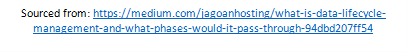 Sourced from: https://medium.com/jagoanhosting/what-is-data-lifecycle-
management-and-what-phases-would-it-pass-through-94dbd207ff54